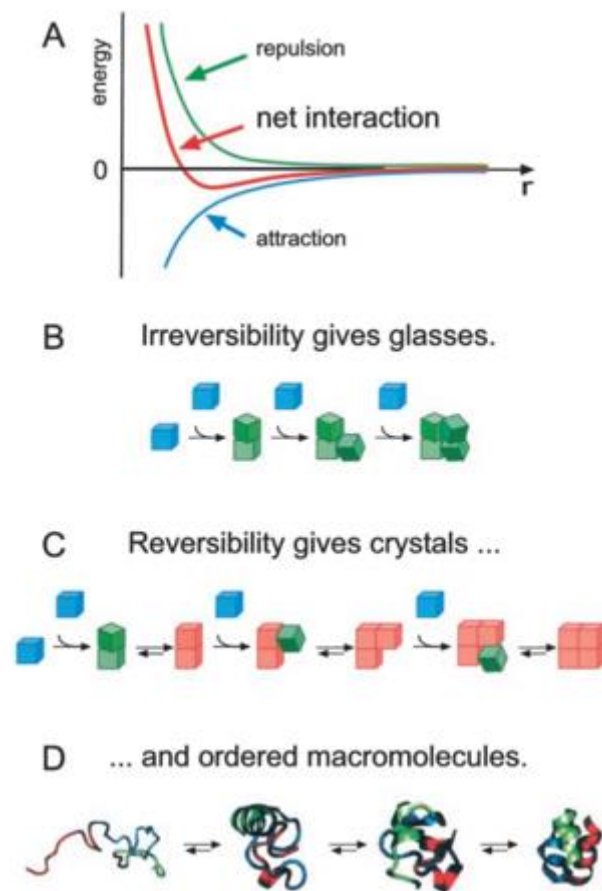 A
energy
repulsion
net interaction
0
r
attraction
B Irreversibility gives glasses.
C Reversibility gives crystals ...
D ... and ordered macromolecules.